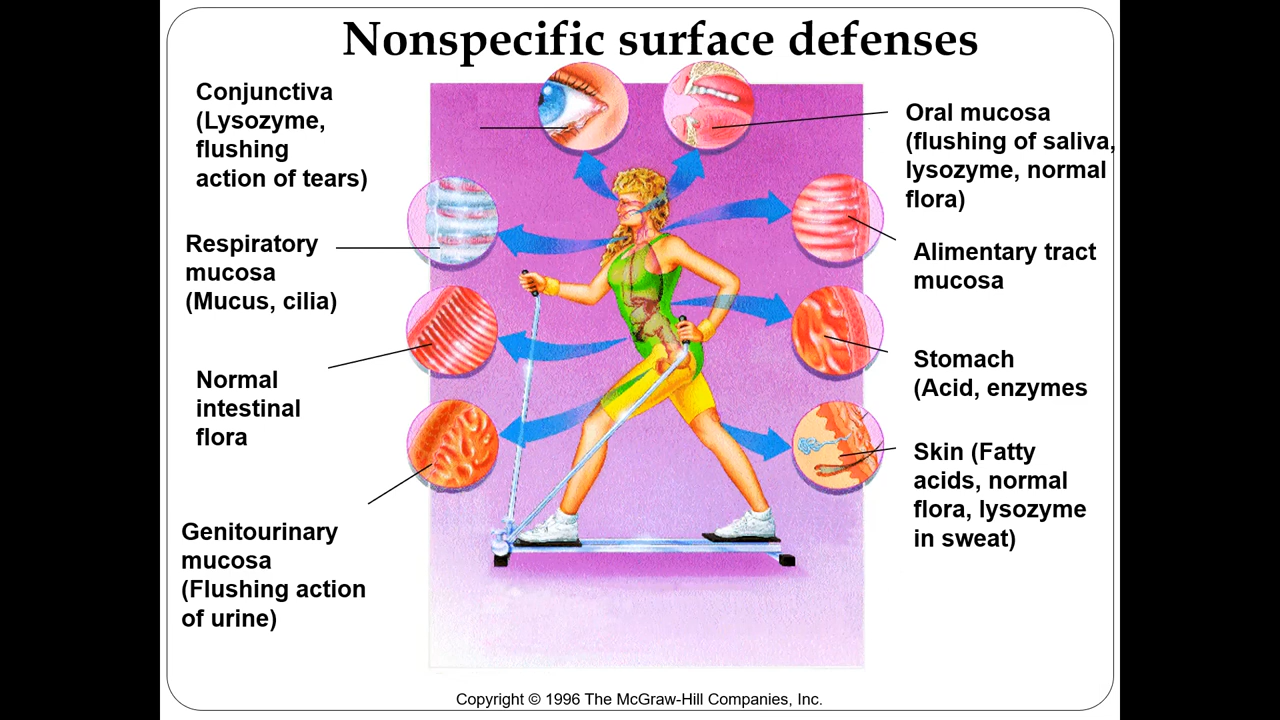 Nonspecific surface defenses
Conjunctiva
(Lysozyme,
flushing
action of tears)
Respiratory
mucosa
(Mucus, cilia)
Normal
intestinal
flora
Genitourinary
mucosa
(Flushing action
of urine)
Oral mucosa
(flushing of saliva,
lysozyme, normal
flora)
Alimentary tract
mucosa
Stomach
(Acid, enzymes
Skin (Fatty
acids, normal
flora, lysozyme
in sweat)
Copyright © 1996 The McGraw-Hill Companies, Inc.